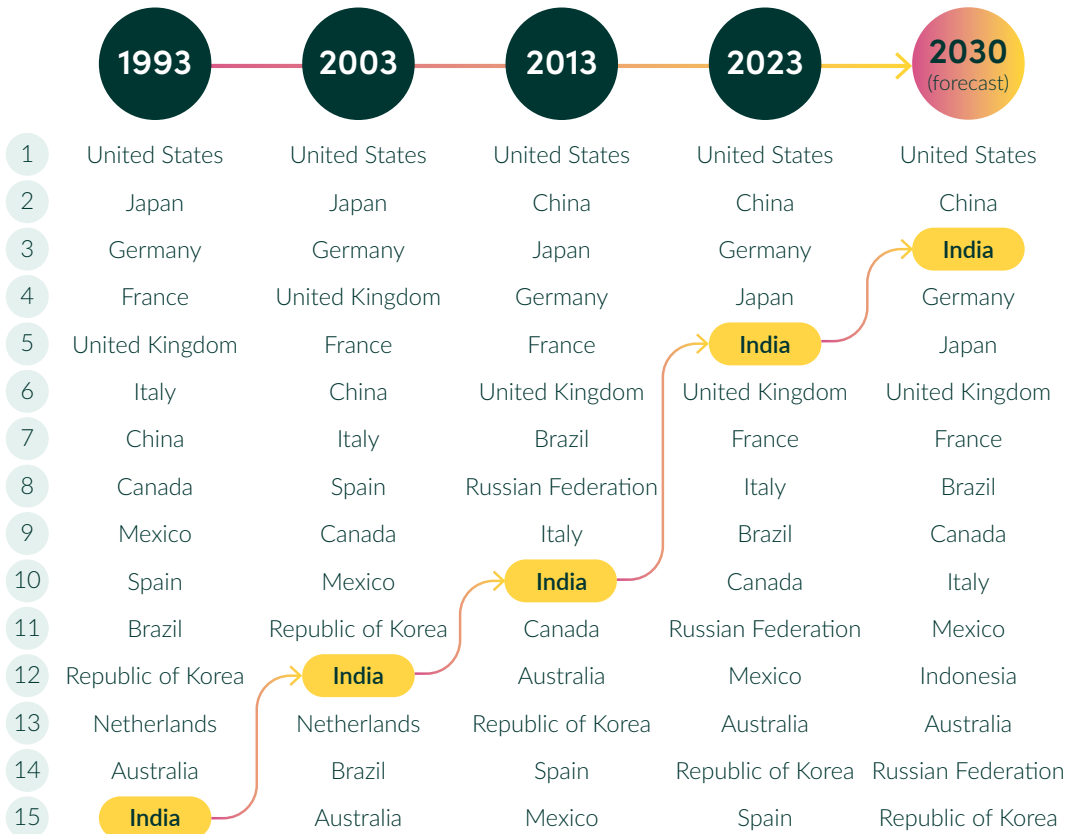 1993 2003 2013 2023 2030
(forecast)
1 United States United States United States United States United States
2 Japan Japan China China China
3 Germany Germany Japan Germany India
4 France United Kingdom Germany Japan Germany
5 United Kingdom France France India Japan
6 Italy China United Kingdom United Kingdom United Kingdom
7 China Italy Brazil France France
8 Canada Spain Russian Federation Italy Brazil
9 Mexico Canada Italy Brazil Canada
10 Spain Mexico India Canada Italy
11 Brazil Republic of Korea Canada Russian Federation Mexico
12 Republic of Korea India Australia Mexico Indonesia
13 Netherlands Netherlands Republic of Korea Australia Australia
14 Australia Brazil Spain Republic of Korea Russian Federation
15 India Australia Mexico Spain Republic of Korea